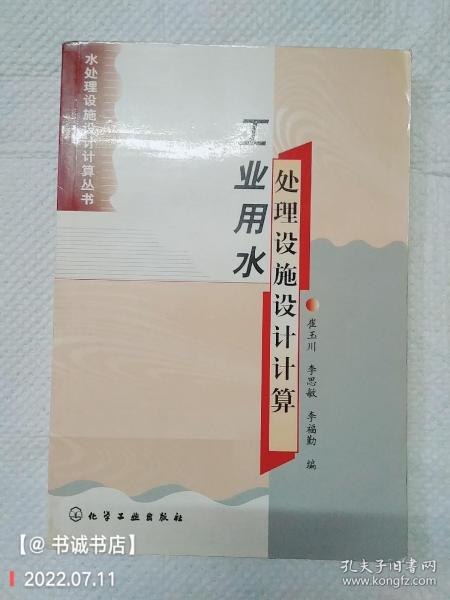 水处理设施设计计算丛书
工业用水
处理设施设计计算
崔玉川 李思敏 李福勤 编
化学工业出版社
【@ 书诚书店】
2022.07.11
孔夫子旧书网
www.kongfz.com